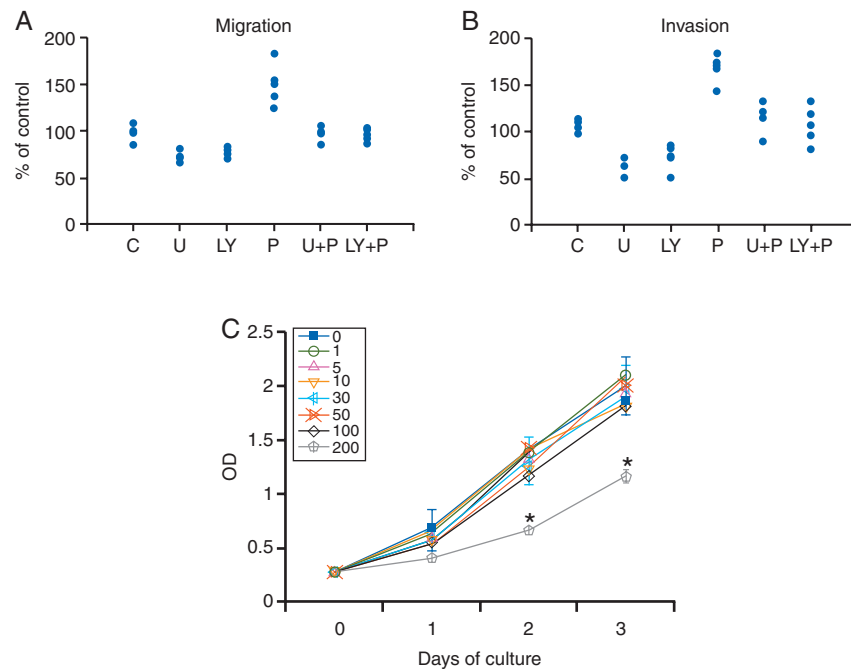 A
Migration
% of control
200
150
100
50
0
C U LY P U+P LY+P
B
Invasion
% of control
200
150
100
50
0
C U LY P U+P LY+P
C
OD
2.5
2
1.5
1
0.5
0
0
1
5
10
30
50
100
200
*
*
0 1 2 3
Days of culture